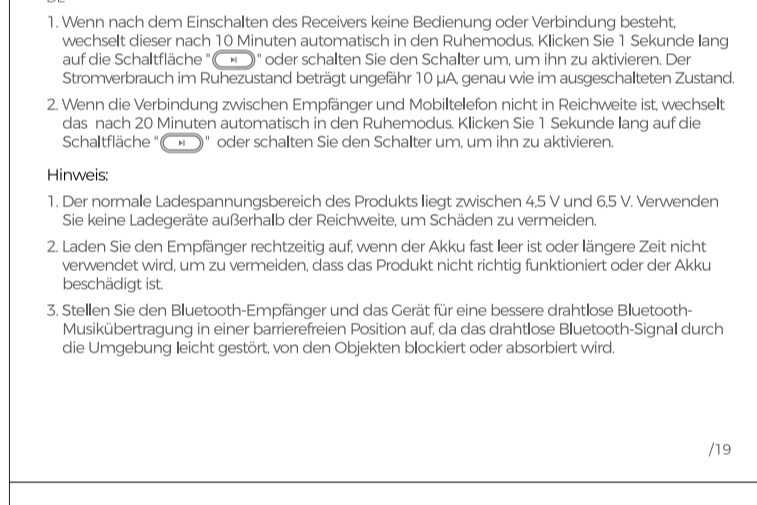 1. Wenn nach dem Einschalten des Receivers keine Bedienung oder Verbindung besteht,
wechselt dieser nach 10 Minuten automatisch in den Ruhemodus. Klicken Sie 1 Sekunde lang
auf die Schaltfläche "⏯" oder schalten Sie den Schalter um, um ihn zu aktivieren. Der
Stromverbrauch im Ruhezustand beträgt ungefähr 10 µA, genau wie im ausgeschalteten Zustand.
2. Wenn die Verbindung zwischen Empfänger und Mobiltelefon nicht in Reichweite ist, wechselt
das nach 20 Minuten automatisch in den Ruhemodus. Klicken Sie 1 Sekunde lang auf die
Schaltfläche "⏯" oder schalten Sie den Schalter um, um ihn zu aktivieren.
Hinweis:
1. Der normale Ladespannungsbereich des Produkts liegt zwischen 4,5 V und 6,5 V. Verwenden
Sie keine Ladegeräte außerhalb der Reichweite, um Schäden zu vermeiden.
2. Laden Sie den Empfänger rechtzeitig auf, wenn der Akku fast leer ist oder längere Zeit nicht
verwendet wird, um zu vermeiden, dass das Produkt nicht richtig funktioniert oder der Akku
beschädigt ist.
3. Stellen Sie den Bluetooth-Empfänger und das Gerät für eine bessere drahtlose Bluetooth-
Musikübertragung in einer barrierefreien Position auf, da das drahtlose Bluetooth-Signal durch
die Umgebung leicht gestört, von den Objekten blockiert oder absorbiert wird.
/19